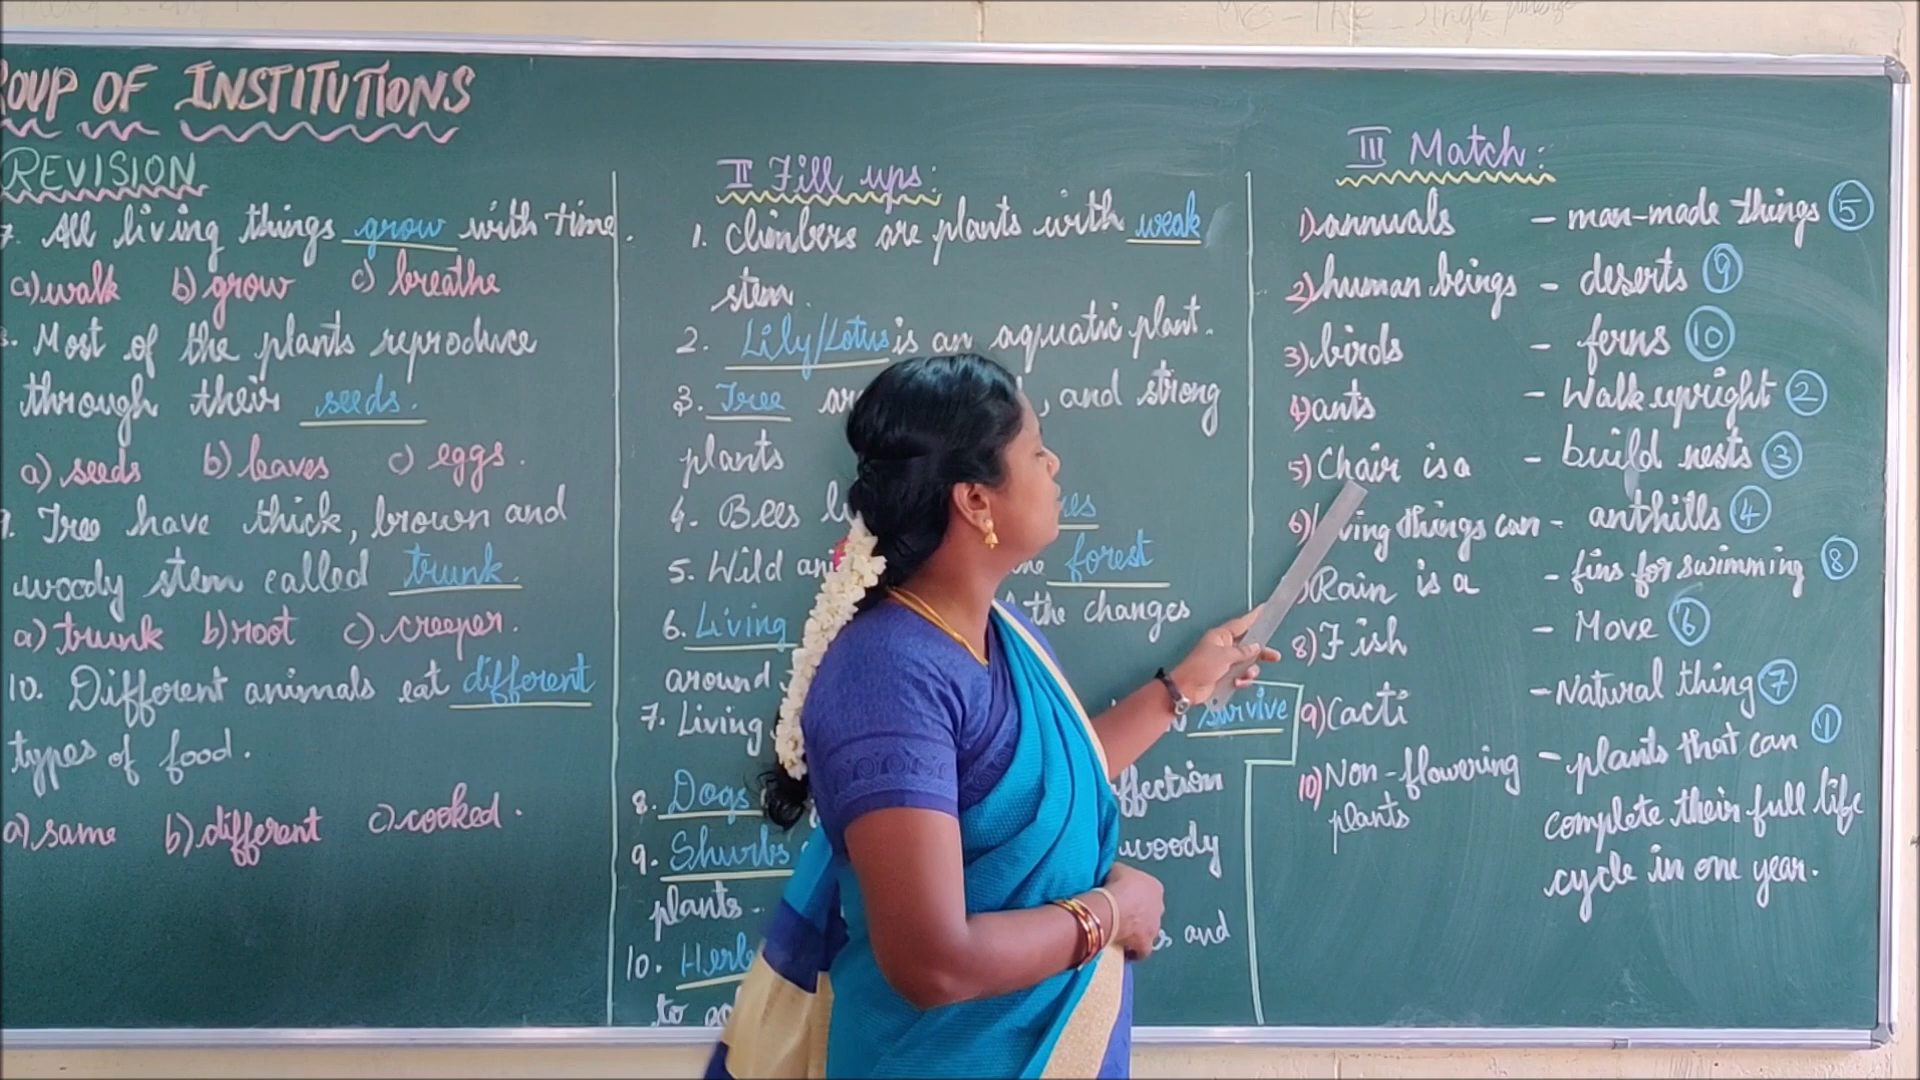 OUP OF INSTITUTIONS
REVISION
7. All living things grow with time.
a) walk b) grow c) breathe
8. Most of the plants reproduce
through their seeds.
a) seeds b) leaves c) eggs.
9. Tree have thick, brown and
woody stem called trunk.
a) trunk b) root c) creeper.
10. Different animals eat different
types of food.
a) same b) different c) cooked.
II Fill ups:
1. Climbers are plants with weak
stem.
2. Lily/Lotus is an aquatic plant.
3. Tree , and strong
plants
4. Bees
5. Wild forest
6. Living the changes
around
7. Living survive
8. Dogs affection
9. Shurbs woody
plants.
10. and
to
III Match:
1) annuals - man-made things 5
2) human beings - deserts 9
3) birds - ferns 10
4) ants - Walk upright 2
5) Chair is a - build nests 3
6) living things can - anthills 4
Rain is a - fins for swimming 8
8) Fish - Move 6
9) Cacti - Natural thing 7
10) Non-flowering - plants that can 1
plants complete their full life
cycle in one year.